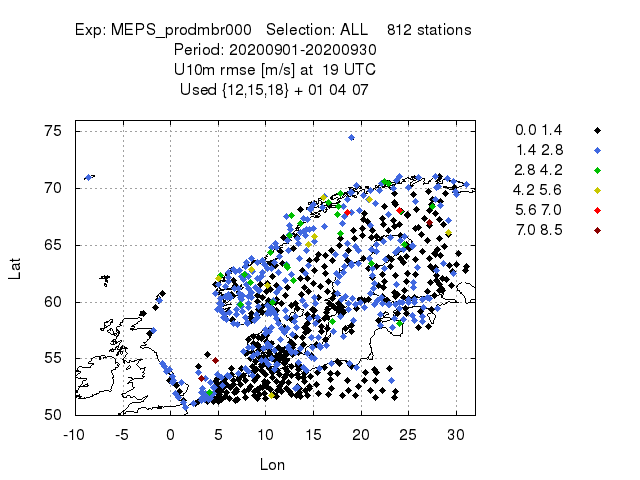 Exp: MEPS_prodmbr000 Selection: ALL 812 stations
Period: 20200901-20200930
U10m rmse [m/s] at 19 UTC
Used {12,15,18} + 01 04 07
0.0 1.4
1.4 2.8
2.8 4.2
4.2 5.6
5.6 7.0
7.0 8.5
Lat
75
70
65
60
55
50
-10 -5 0 5 10 15 20 25 30
Lon